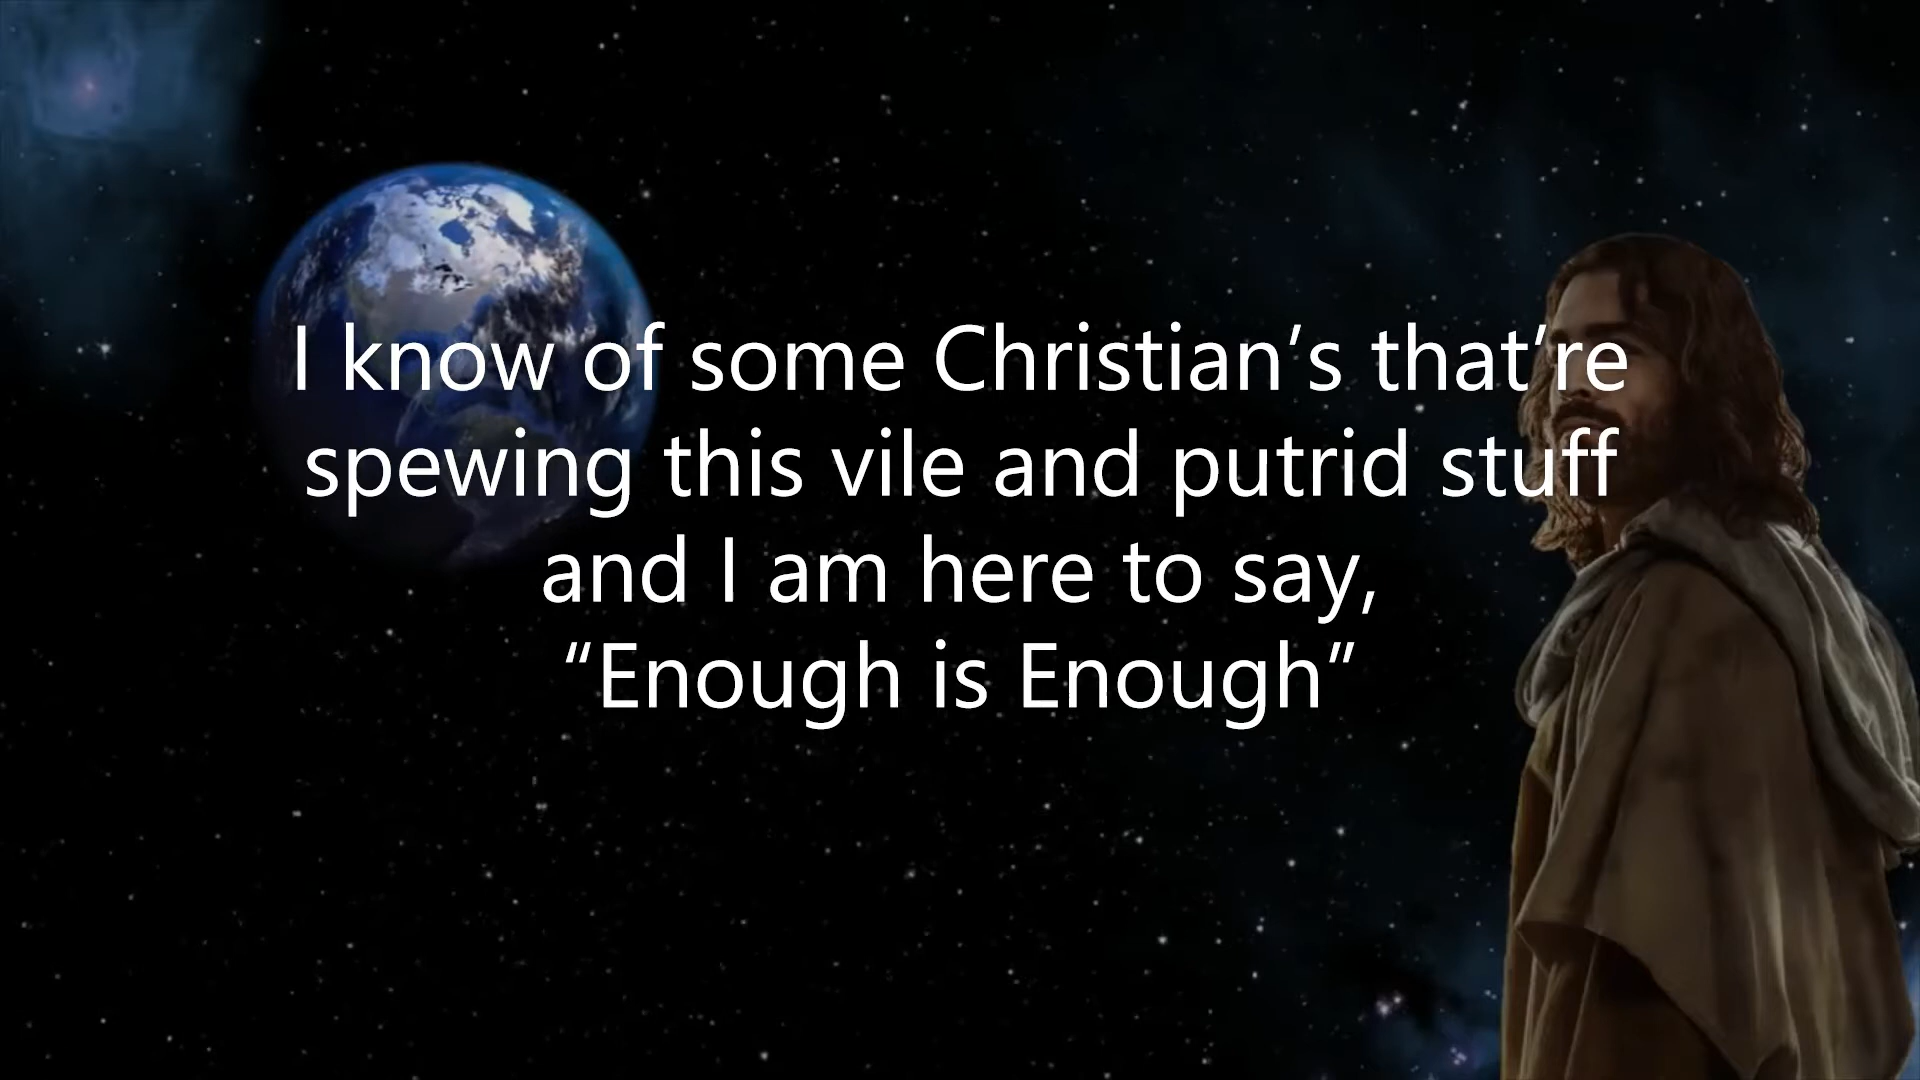 I know of some Christian’s that’re
spewing this vile and putrid stuff
and I am here to say,
“Enough is Enough”